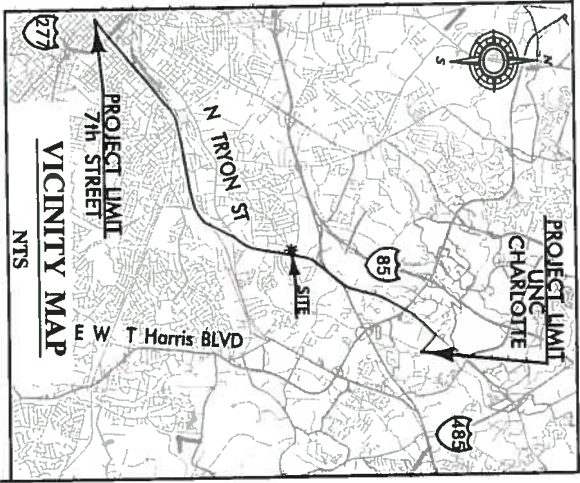 N
S
PROJECT LIMIT
UNC
CHARLOTTE
85
485
SITE
N TRYON ST
E W T Harris BLVD
277
PROJECT LIMIT
7th STREET
VICINITY MAP
NTS